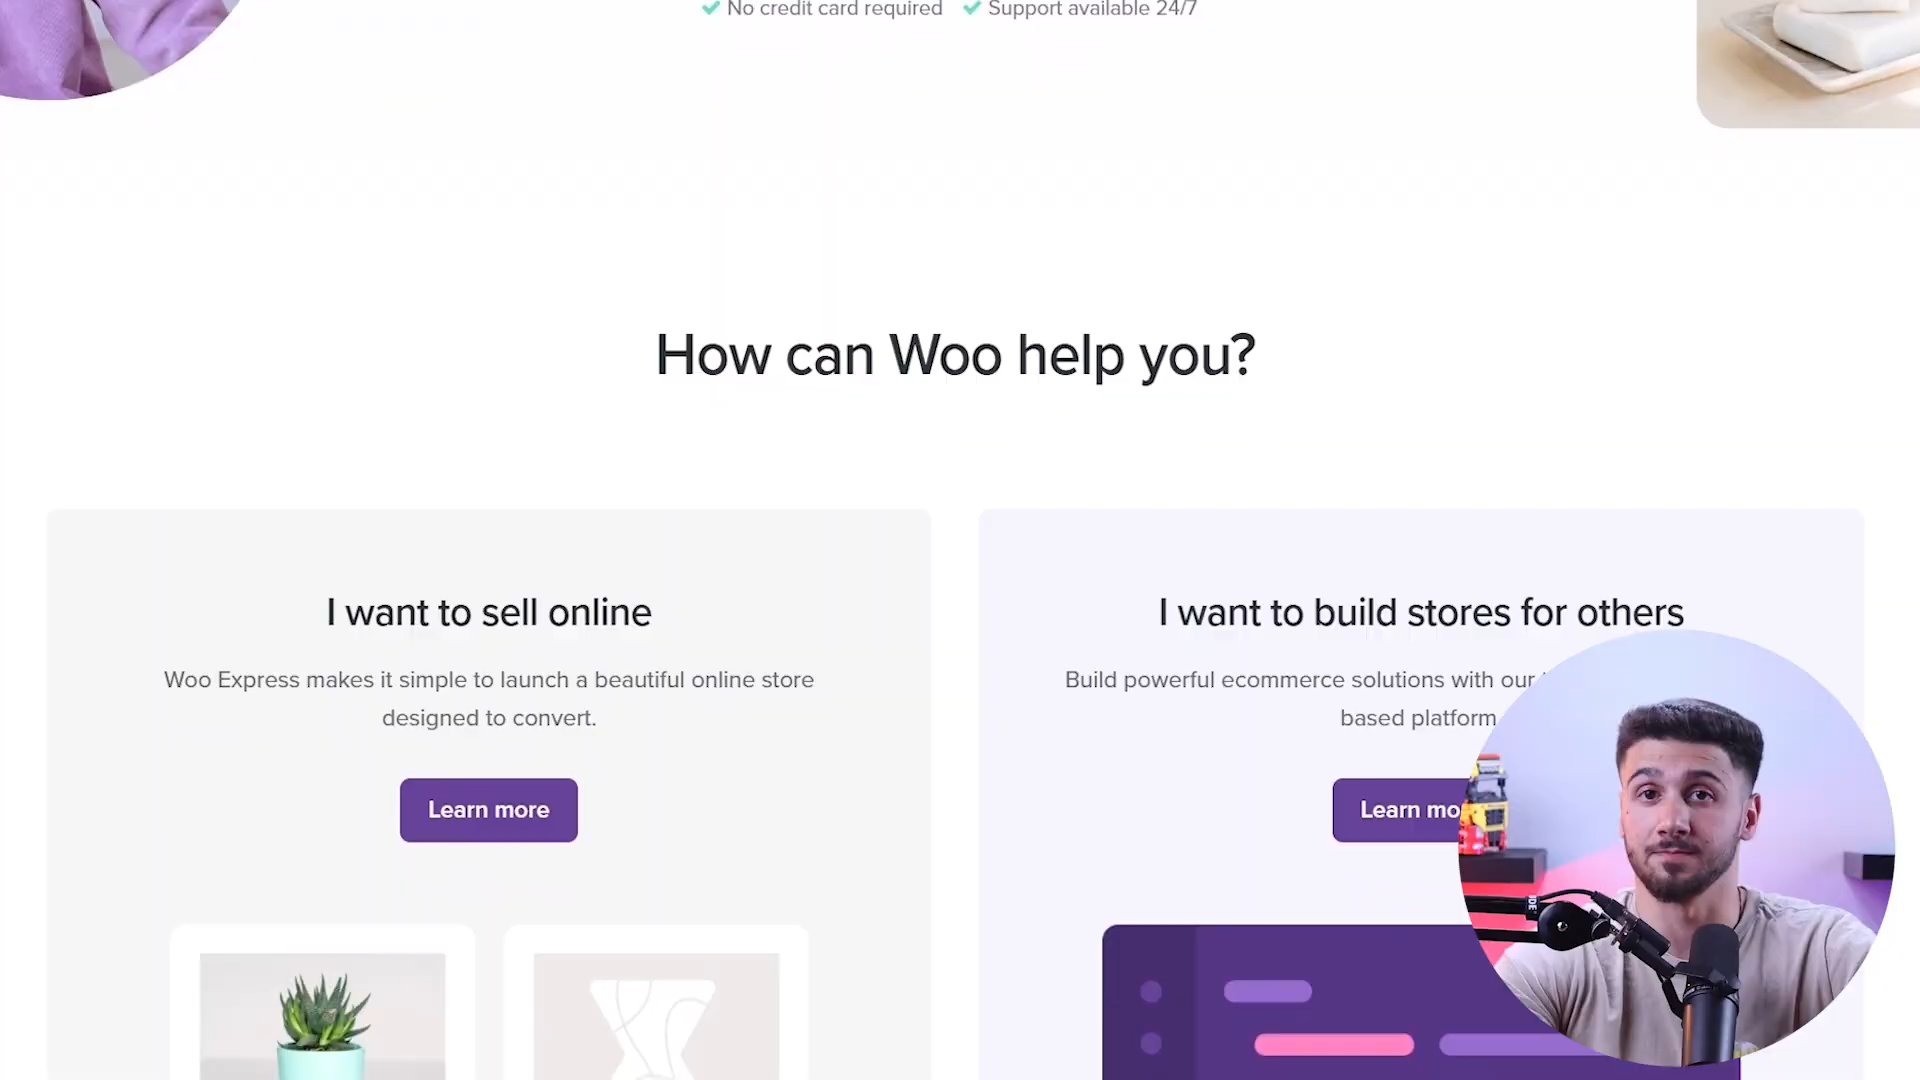 No credit card required Support available 24/7
How can Woo help you?
I want to sell online
Woo Express makes it simple to launch a beautiful online store
designed to convert.
Learn more
I want to build stores for others
Build powerful ecommerce solutions with our
based platform
Learn